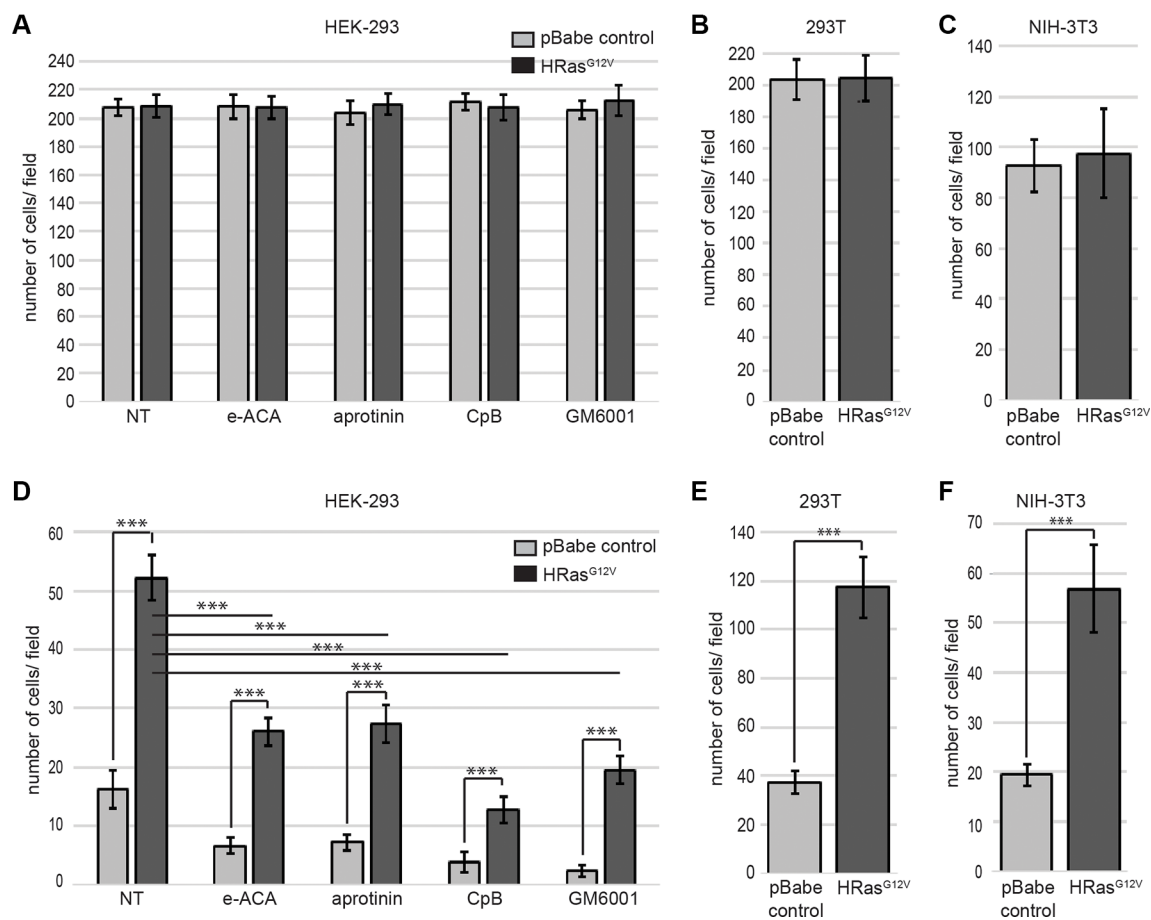 A
HEK-293
pBabe control
HRasG12V
number of cells/ field
240
220
200
180
160
140
120
100
80
60
40
20
0
NT e-ACA aprotinin CpB GM6001
B
293T
number of cells/ field
220
200
180
160
140
120
100
80
60
40
20
0
pBabe HRasG12V
control
C
NIH-3T3
number of cells/ field
140
120
100
80
60
40
20
0
pBabe HRasG12V
control
D
HEK-293
pBabe control
HRasG12V
number of cells/ field
60
50
40
30
20
10
0
***
***
***
***
***
***
***
***
***
NT e-ACA aprotinin CpB GM6001
E
293T
***
number of cells/ field
140
120
100
80
60
40
20
0
pBabe HRasG12V
control
F
NIH-3T3
***
number of cells/ field
70
60
50
40
30
20
10
0
pBabe HRasG12V
control